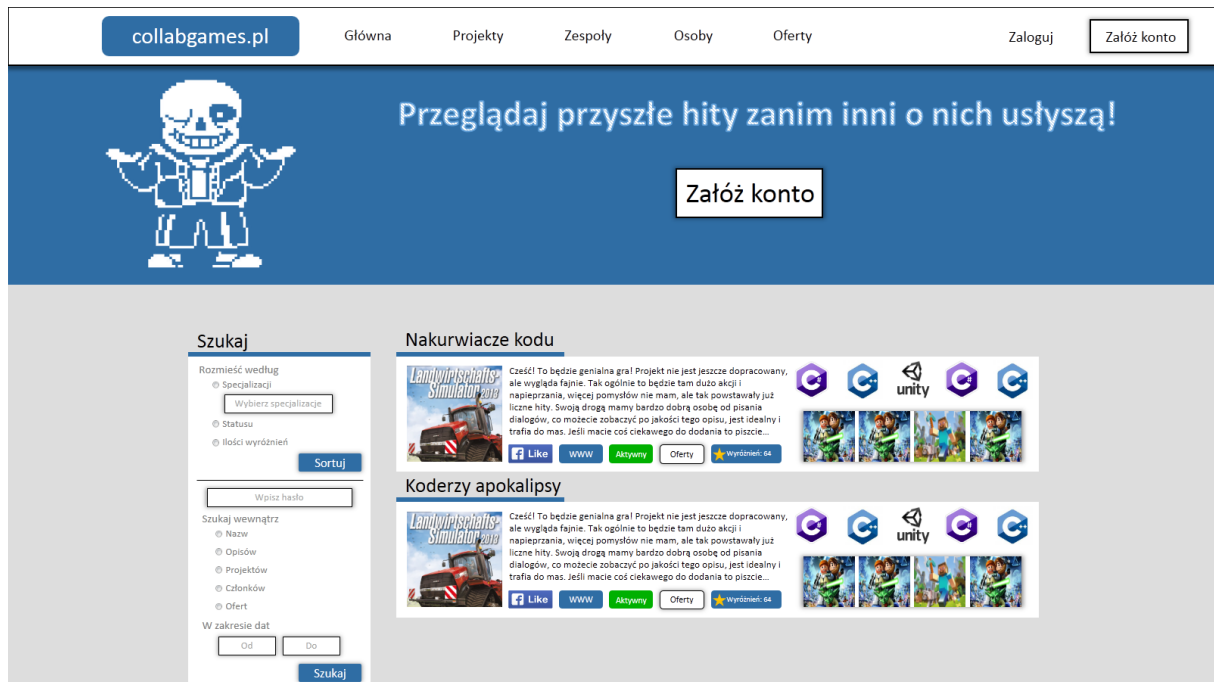 collabgames.pl
Główna
Projekty
Zespoły
Osoby
Oferty
Zaloguj
Załóż konto
Przeglądaj przyszłe hity zanim inni o nich usłyszą!
Załóż konto
Szukaj
Rozmieść według
Specjalizacji
Wybierz specjalizacje
Statusu
Ilości wyróżnień
Sortuj
Wpisz hasło
Szukaj wewnątrz
Nazw
Opisów
Projektów
Członków
Ofert
W zakresie dat
Od
Do
Szukaj
Nakurwiacze kodu
Landwirtschafts-
Simulator 2013
Cześć! To będzie genialna gra! Projekt nie jest jeszcze dopracowany,
ale wygląda fajnie. Tak ogólnie to będzie tam dużo akcji i
napieprzania, więcej pomysłów nie mam, ale tak powstawały już
liczne hity. Swoją drogą mamy bardzo dobrą osobę od pisania
dialogów, co możecie zobaczyć po jakości tego opisu, jest idealny i
trafia do mas. Jeśli macie coś ciekawego do dodania to piszcie...
Like
WWW
Aktywny
Oferty
Wyróżnień: 64
C#
C++
unity
C#
C++
Koderzy apokalipsy
Landwirtschafts-
Simulator 2013
Cześć! To będzie genialna gra! Projekt nie jest jeszcze dopracowany,
ale wygląda fajnie. Tak ogólnie to będzie tam dużo akcji i
napieprzania, więcej pomysłów nie mam, ale tak powstawały już
liczne hity. Swoją drogą mamy bardzo dobrą osobę od pisania
dialogów, co możecie zobaczyć po jakości tego opisu, jest idealny i
trafia do mas. Jeśli macie coś ciekawego do dodania to piszcie...
Like
WWW
Aktywny
Oferty
Wyróżnień: 64
C#
C++
unity
C#
C++